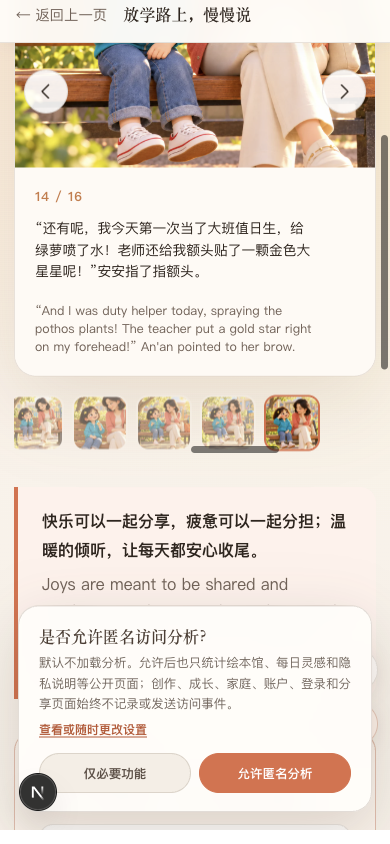 ← 返回上一页 放学路上，慢慢说
14 / 16
“还有呢，我今天第一次当了大班值日生，给
绿萝喷了水！老师还给我额头贴了一颗金色大
星星呢！”安安指了指额头。
“And I was duty helper today, spraying the
pothos plants! The teacher put a gold star right
on my forehead!” An'an pointed to her brow.
快乐可以一起分享，疲惫可以一起分担；温
暖的倾听，让每天都安心收尾。
Joys are meant to be shared and
是否允许匿名访问分析？
默认不加载分析。允许后也只统计绘本馆、每日灵感和隐
私说明等公开页面；创作、成长、家庭、账户、登录和分
享页面始终不记录或发送访问事件。
查看或随时更改设置
仅必要功能 允许匿名分析
N